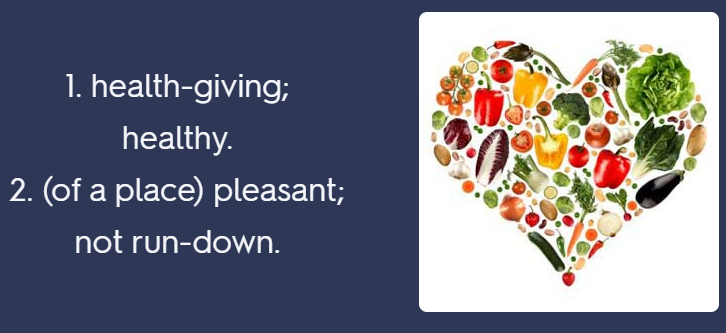 1. health-giving;
healthy.
2. (of a place) pleasant;
not run-down.